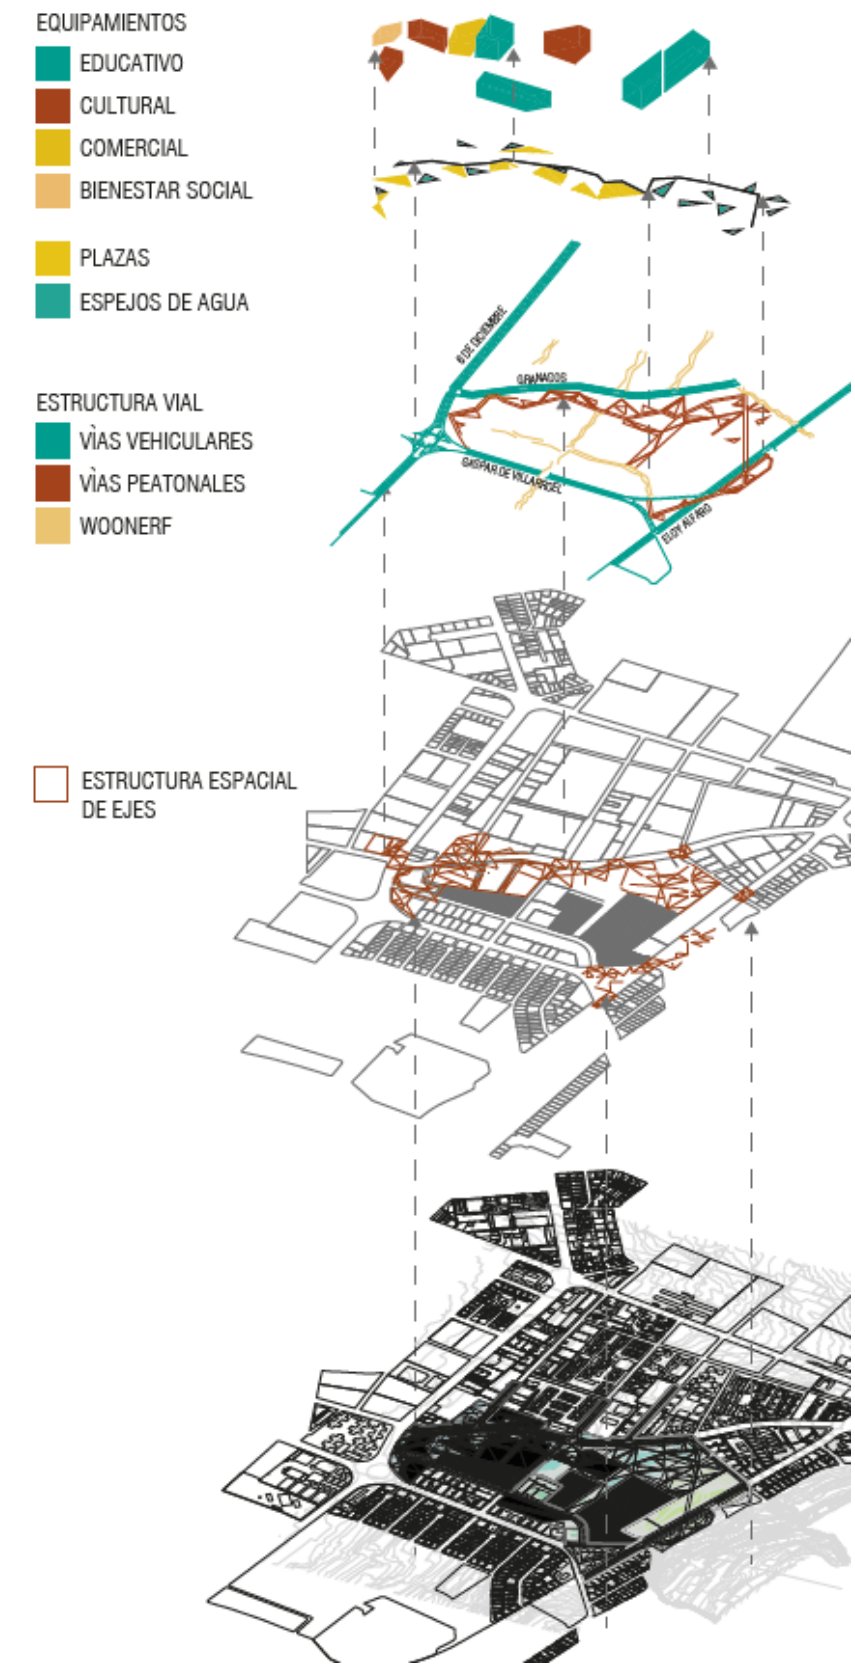 EQUIPAMIENTOS
EDUCATIVO
CULTURAL
COMERCIAL
BIENESTAR SOCIAL
PLAZAS
ESPEJOS DE AGUA
6 DE DICIEMBRE
GRANADOS
ESTRUCTURA VIAL
VÌAS VEHICULARES
VÌAS PEATONALES
WOONERF
GASPAR DE VILLARROEL
ELOY ALFARO
ESTRUCTURA ESPACIAL
DE EJES